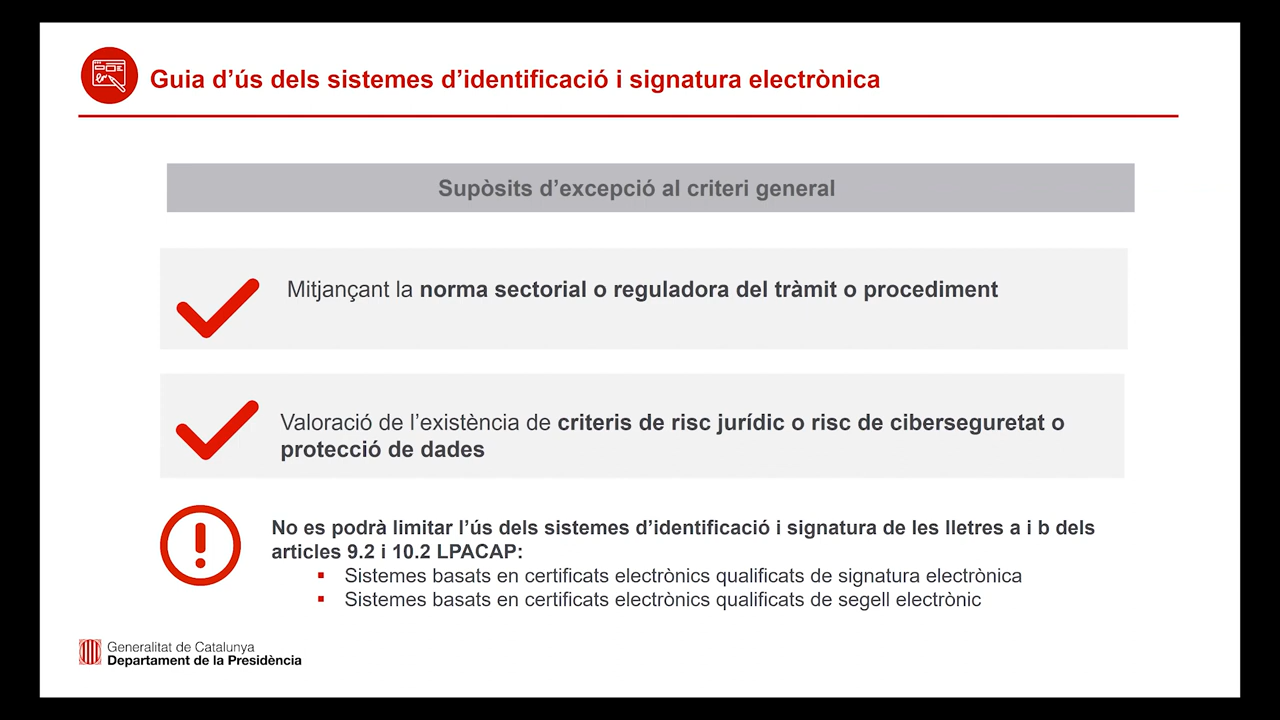 Guia d’ús dels sistemes d’identificació i signatura electrònica
Supòsits d’excepció al criteri general
Mitjançant la norma sectorial o reguladora del tràmit o procediment
Valoració de l’existència de criteris de risc jurídic o risc de ciberseguretat o
protecció de dades
No es podrà limitar l’ús dels sistemes d’identificació i signatura de les lletres a i b dels
articles 9.2 i 10.2 LPACAP:
▪ Sistemes basats en certificats electrònics qualificats de signatura electrònica
▪ Sistemes basats en certificats electrònics qualificats de segell electrònic
Generalitat de Catalunya
Departament de la Presidència